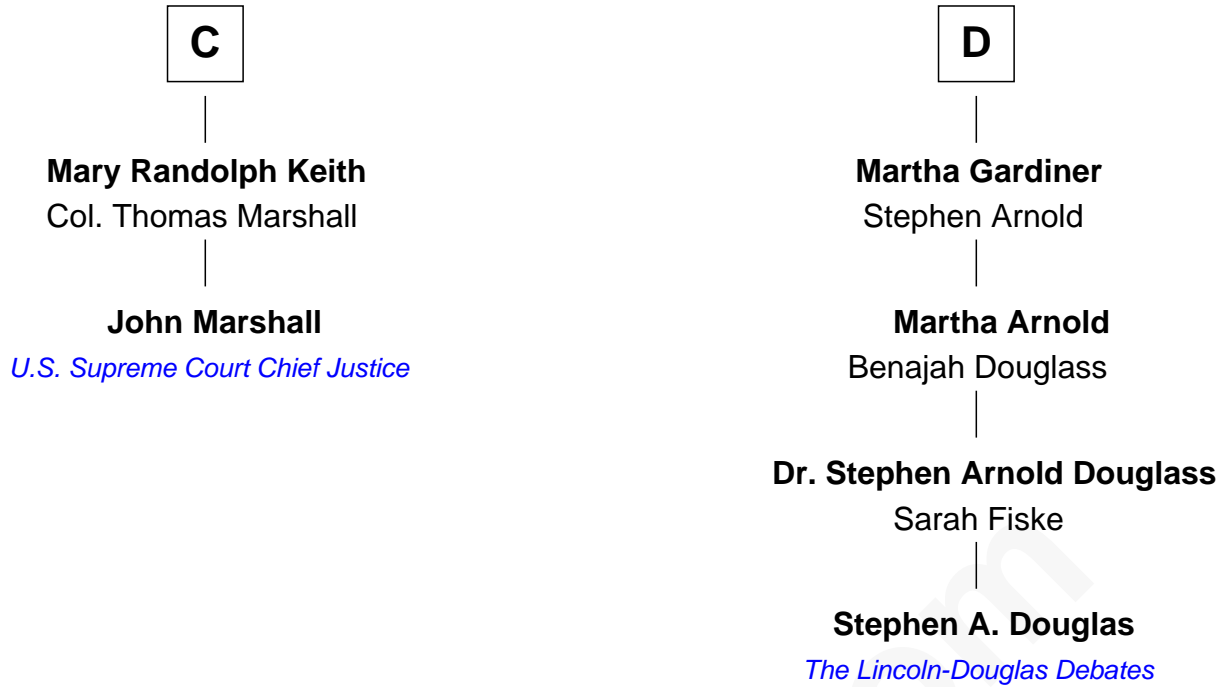 C
Mary Randolph Keith
Col. Thomas Marshall
John Marshall
U.S. Supreme Court Chief Justice
D
Martha Gardiner
Stephen Arnold
Martha Arnold
Benajah Douglass
Dr. Stephen Arnold Douglass
Sarah Fiske
Stephen A. Douglas
The Lincoln-Douglas Debates